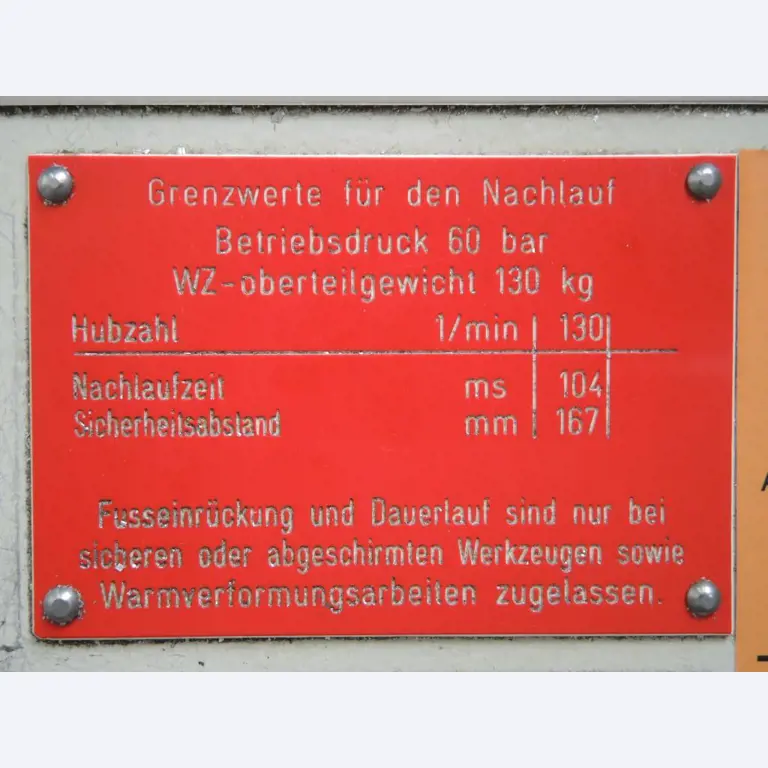 Grenzwerte für den Nachlauf
Betriebsdruck 60 bar
WZ-oberteilgewicht 130 kg
Hubzahl 1/min 130
Nachlaufzeit ms 104
Sicherheitsabstand mm 167
Fusseinrückung und Dauerlauf sind nur bei
sicheren oder abgeschirmten Werkzeugen sowie
Warmverformungsarbeiten zugelassen.